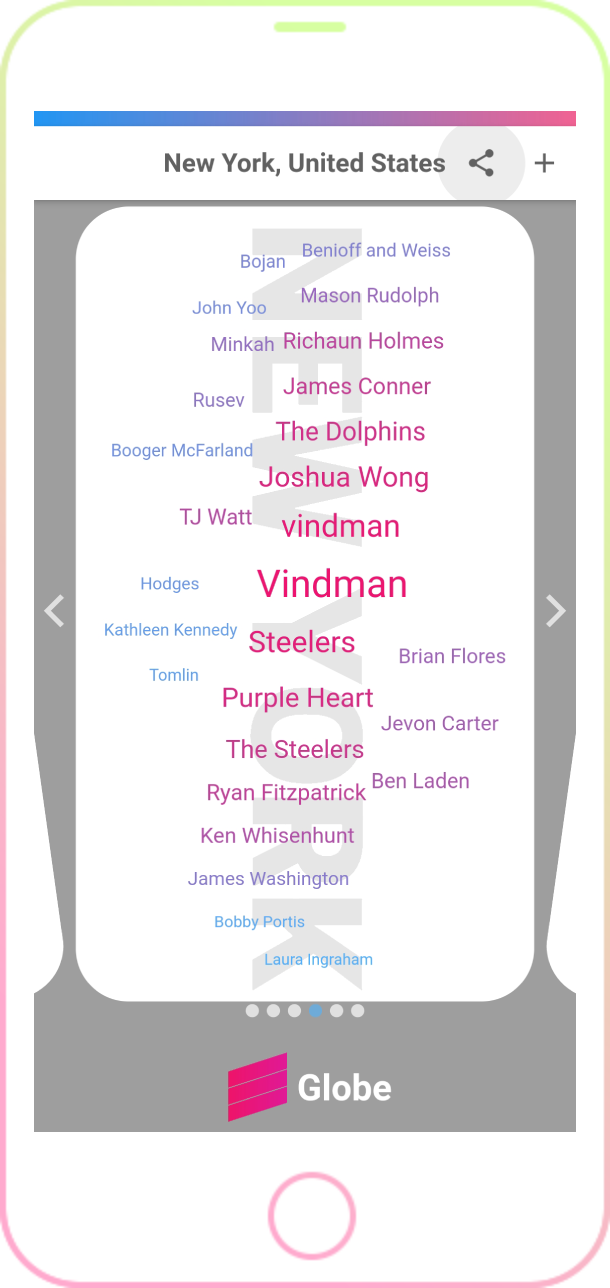 New York, United States
NEW YORK
Benioff and Weiss
Bojan
Mason Rudolph
John Yoo
Minkah
Richaun Holmes
James Conner
Rusev
The Dolphins
Booger McFarland
Joshua Wong
TJ Watt
vindman
Hodges
Vindman
Kathleen Kennedy
Steelers
Brian Flores
Tomlin
Purple Heart
Jevon Carter
The Steelers
Ben Laden
Ryan Fitzpatrick
Ken Whisenhunt
James Washington
Bobby Portis
Laura Ingraham
Globe